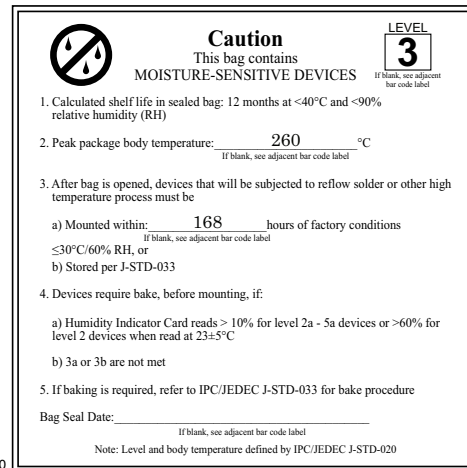 LEVEL
Caution
3
This bag contains
MOISTURE-SENSITIVE DEVICES
If blank, see adjacent
bar code label
1. Calculated shelf life in sealed bag: 12 months at <40°C and <90%
relative humidity (RH)
2. Peak package body temperature: 260 °C
If blank, see adjacent bar code label
3. After bag is opened, devices that will be subjected to reflow solder or other high
temperature process must be
a) Mounted within: 168 hours of factory conditions
If blank, see adjacent bar code label
≤30°C/60% RH, or
b) Stored per J-STD-033
4. Devices require bake, before mounting, if:
a) Humidity Indicator Card reads > 10% for level 2a - 5a devices or >60% for
level 2 devices when read at 23±5°C
b) 3a or 3b are not met
5. If baking is required, refer to IPC/JEDEC J-STD-033 for bake procedure
Bag Seal Date:
If blank, see adjacent bar code label
Note: Level and body temperature defined by IPC/JEDEC J-STD-020